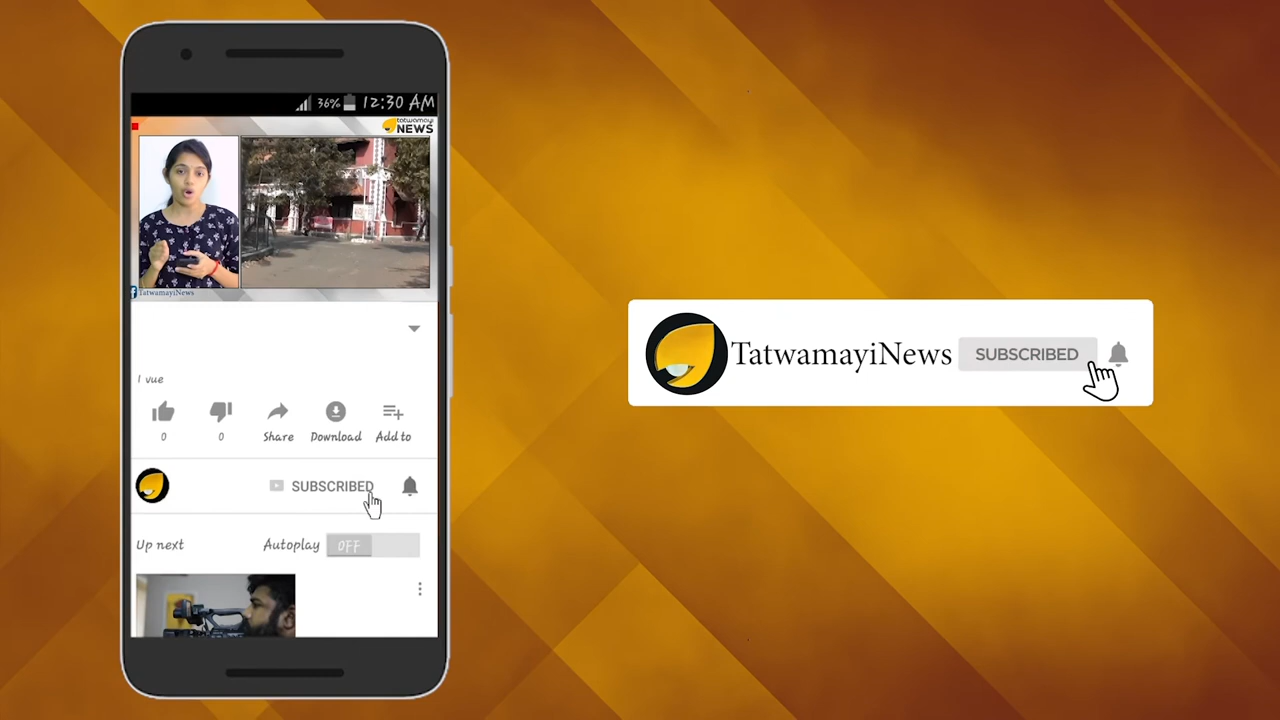 36% 12:30 AM
tatwamayi
NEWS
TatwamayiNews
1 vue
0 0 Share Download Add to
SUBSCRIBED
Up next Autoplay OFF
TatwamayiNews SUBSCRIBED